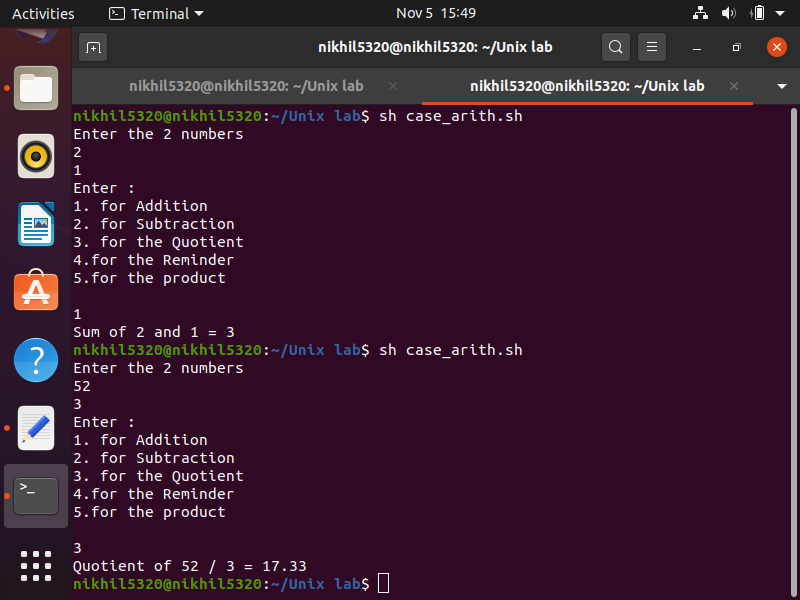 Activities
Terminal
Nov 5 15:49
nikhil5320@nikhil5320: ~/Unix lab
nikhil5320@nikhil5320: ~/Unix lab
nikhil5320@nikhil5320: ~/Unix lab
nikhil5320@nikhil5320:~/Unix lab$ sh case_arith.sh
Enter the 2 numbers
2
1
Enter :
1. for Addition
2. for Subtraction
3. for the Quotient
4.for the Reminder
5.for the product
1
Sum of 2 and 1 = 3
nikhil5320@nikhil5320:~/Unix lab$ sh case_arith.sh
Enter the 2 numbers
52
3
Enter :
1. for Addition
2. for Subtraction
3. for the Quotient
4.for the Reminder
5.for the product
3
Quotient of 52 / 3 = 17.33
nikhil5320@nikhil5320:~/Unix lab$